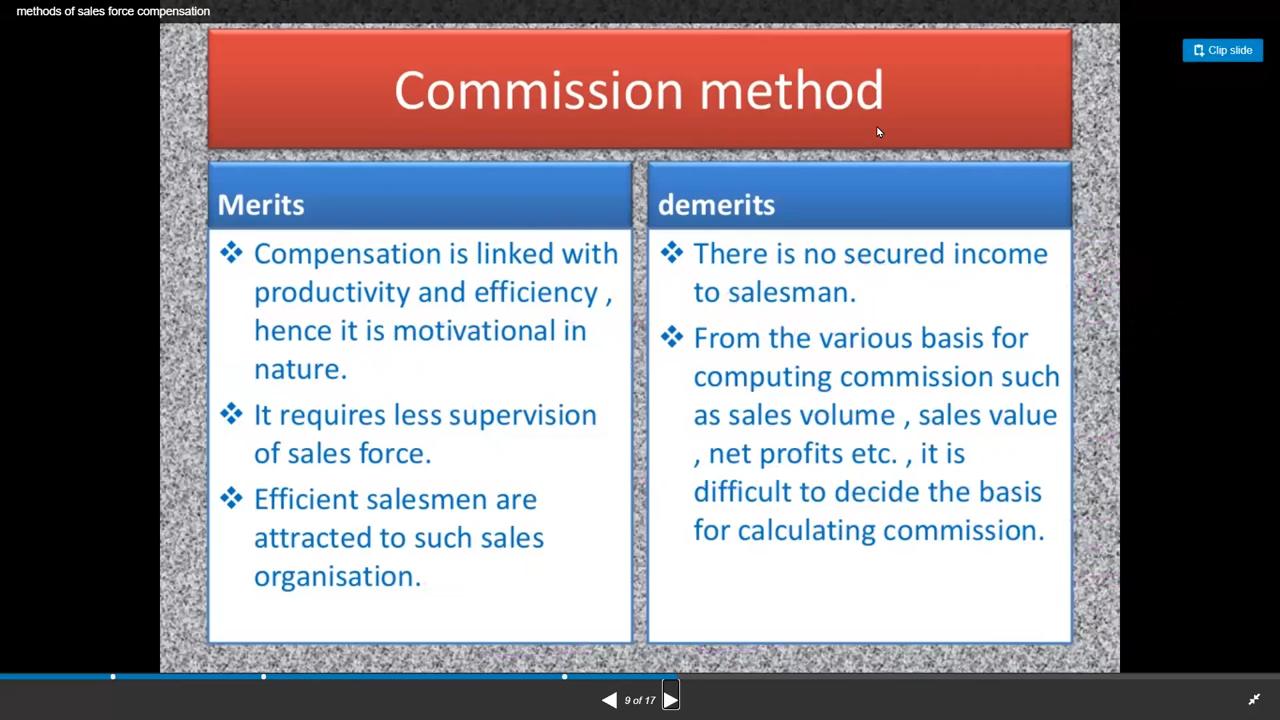 methods of sales force compensation
Clip slide
Commission method
Merits
Compensation is linked with
productivity and efficiency ,
hence it is motivational in
nature.
It requires less supervision
of sales force.
Efficient salesmen are
attracted to such sales
organisation.
demerits
There is no secured income
to salesman.
From the various basis for
computing commission such
as sales volume , sales value
, net profits etc. , it is
difficult to decide the basis
for calculating commission.
9 of 17